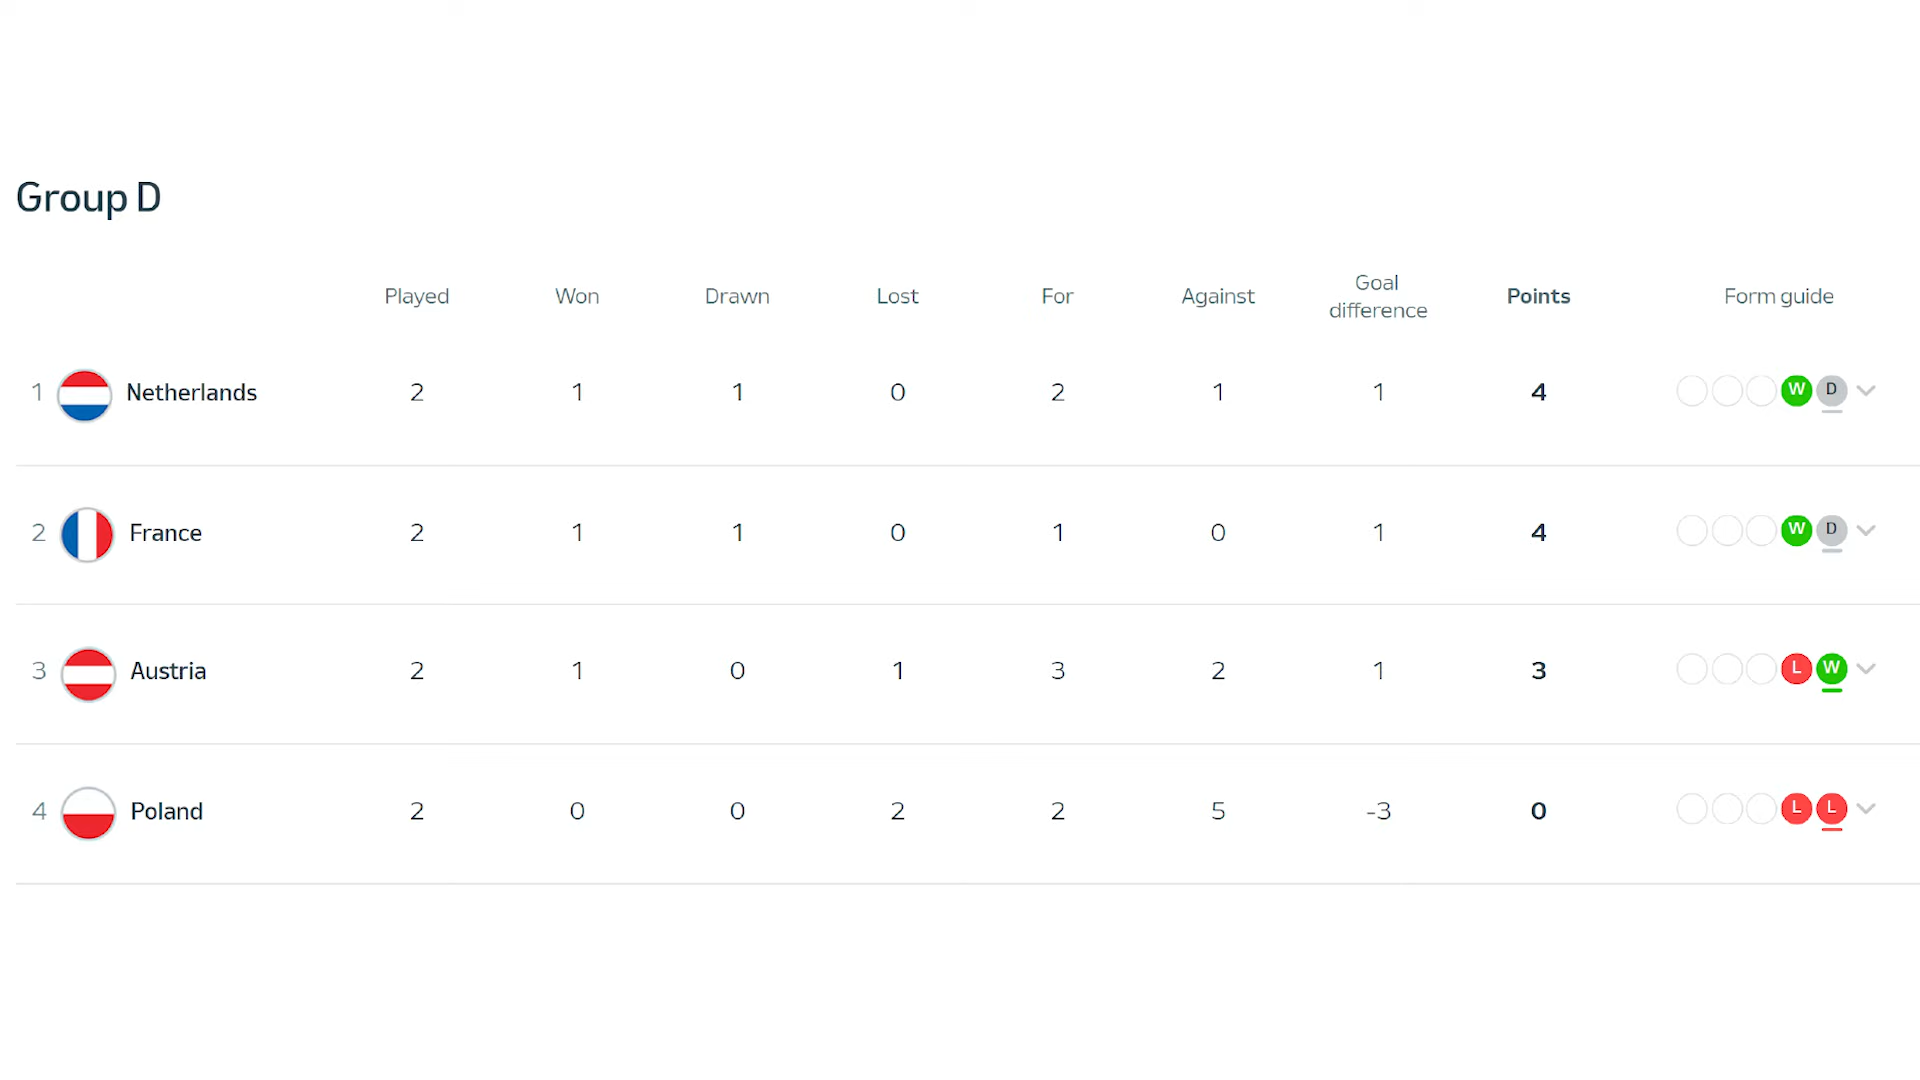 Group D
Played Won Drawn Lost For Against Goal difference Points Form guide
1 Netherlands 2 1 1 0 2 1 1 4 W D
2 France 2 1 1 0 1 0 1 4 W D
3 Austria 2 1 0 1 3 2 1 3 L W
4 Poland 2 0 0 2 2 5 -3 0 L L